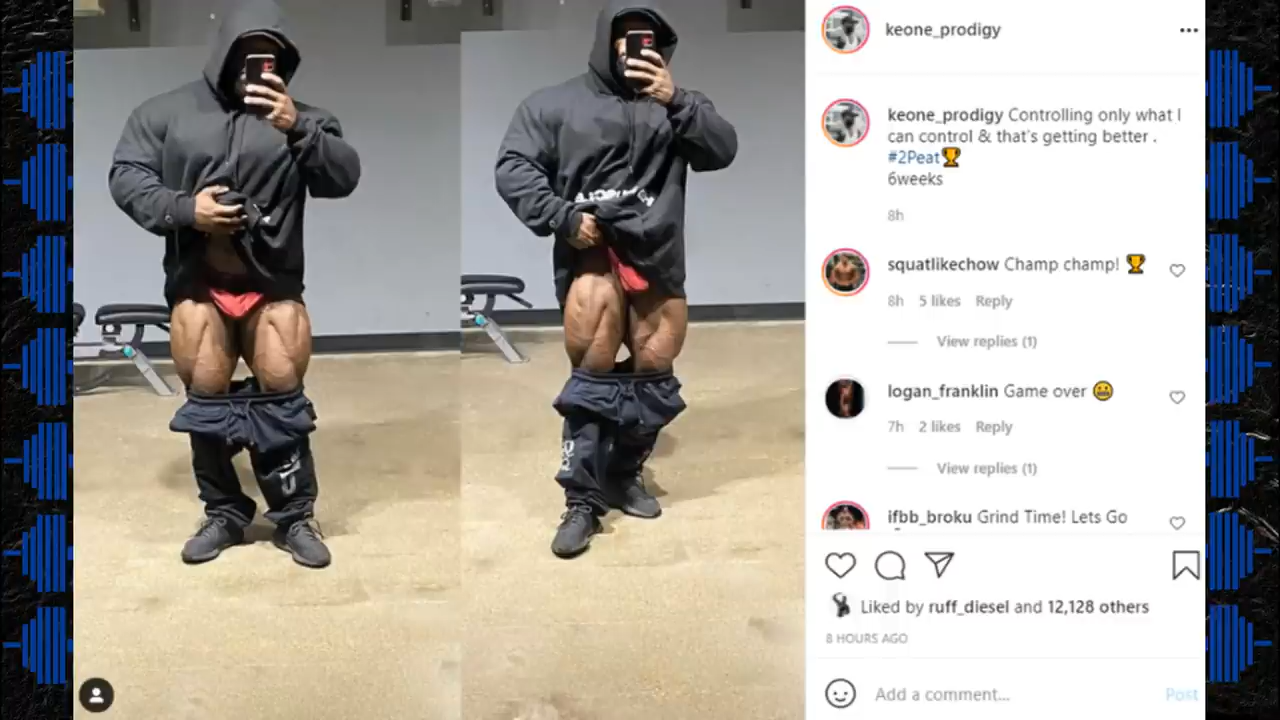 keone_prodigy
keone_prodigy Controlling only what I
can control & that's getting better .
#2Peat🏆
6weeks
8h
squatlikechow Champ champ! 🏆
8h 5 likes Reply
View replies (1)
logan_franklin Game over 😬
7h 2 likes Reply
View replies (1)
ifbb_broku Grind Time! Lets Go
Liked by ruff_diesel and 12,128 others
8 HOURS AGO
Add a comment... Post